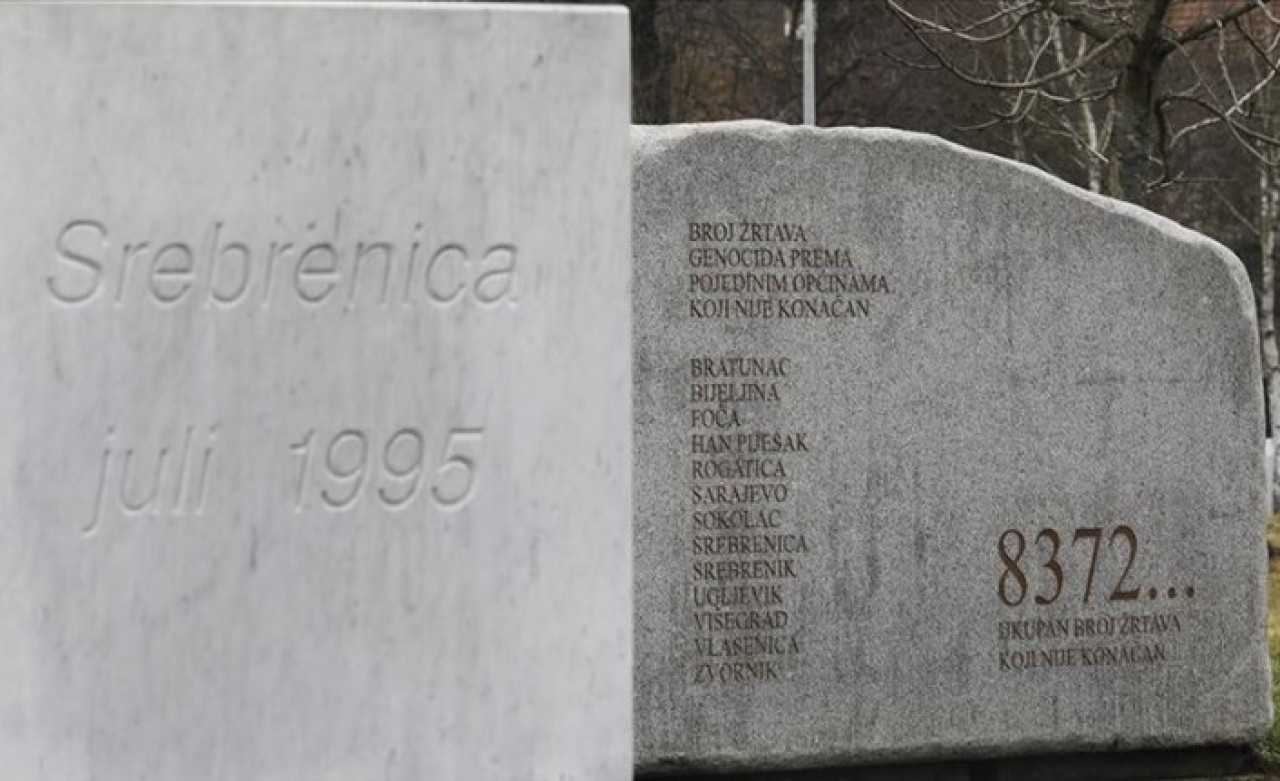 Srebrenica
juli 1995
BROJ ŽRTAVA
GENOCIDA PREMA
POJEDINIM OPĆINAMA
KOJI NIJE KONAČAN
BRATUNAC
BIJELJINA
FOČA
HAN PIJESAK
ROGATICA
SARAJEVO
SOKOLAC
SREBRENICA
SREBRENIK
UGLJEVIK
VIŠEGRAD
VLASENICA
ZVORNIK
8372...
UKUPAN BROJ ŽRTAVA
KOJI NIJE KONAČAN